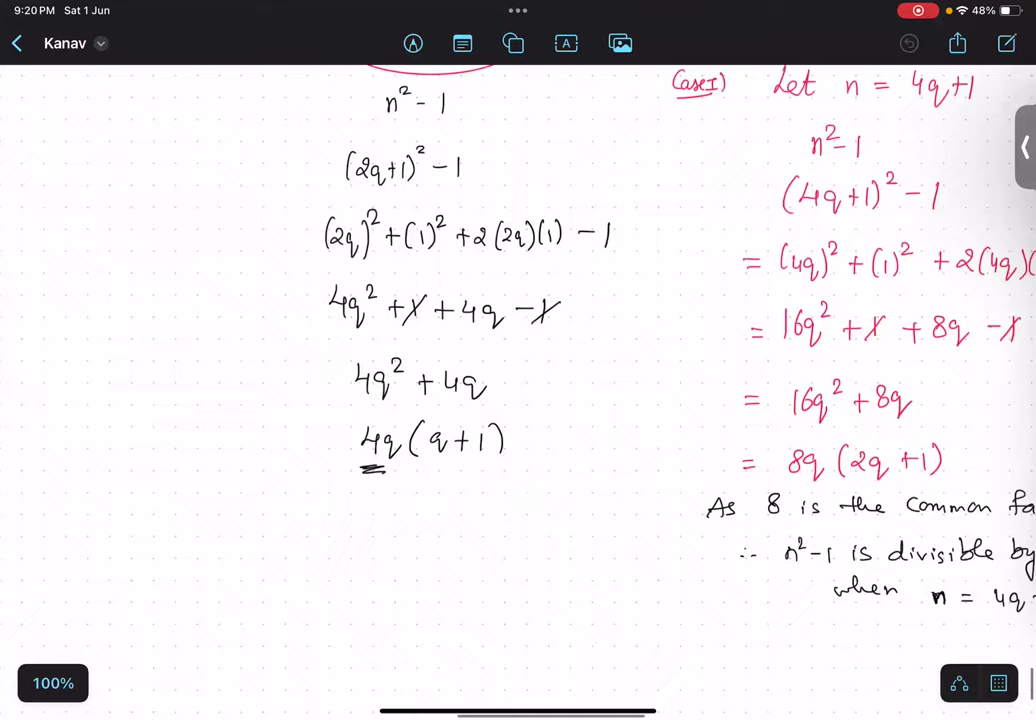 9:20 PM Sat 1 Jun
48%
Kanav
n² - 1
(2q+1)² - 1
(2q)² + (1)² + 2(2q)(1) - 1
4q² + 1 + 4q - 1
4q² + 4q
4q (q + 1)
Case I) Let n = 4q+1
n² - 1
(4q+1)² - 1
= (4q)² + (1)² + 2(4q)(
= 16q² + 1 + 8q - 1
= 16q² + 8q
= 8q (2q + 1)
As 8 is the common fa
∴ n² - 1 is divisible by
when n = 4q
100%